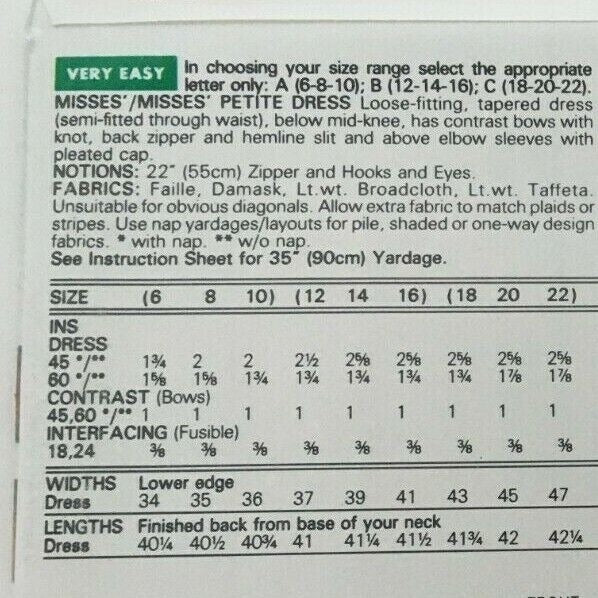 VERY EASY In choosing your size range select the appropriate
letter only: A (6-8-10); B (12-14-16); C (18-20-22).
MISSES'/MISSES' PETITE DRESS Loose-fitting, tapered dress
(semi-fitted through waist), below mid-knee, has contrast bows with
knot, back zipper and hemline slit and above elbow sleeves with
pleated cap.
NOTIONS: 22" (55cm) Zipper and Hooks and Eyes.
FABRICS: Faille, Damask, Lt.wt. Broadcloth, Lt.wt. Taffeta.
Unsuitable for obvious diagonals. Allow extra fabric to match plaids or
stripes. Use nap yardages/layouts for pile, shaded or one-way design
fabrics. * with nap. ** w/o nap.
See Instruction Sheet for 35" (90cm) Yardage.
SIZE (6 8 10) (12 14 16) (18 20 22)
INS
DRESS
45 */** 1¾ 2 2 2½ 2⅝ 2⅝ 2⅝ 2⅝ 2⅝
60 */** 1⅝ 1⅝ 1¾ 1¾ 1¾ 1¾ 1¾ 1⅞ 1⅞
CONTRAST (Bows)
45,60 */** 1 1 1 1 1 1 1 1 1
INTERFACING (Fusible)
18,24 ⅜ ⅜ ⅜ ⅜ ⅜ ⅜ ⅜ ⅜ ⅜
WIDTHS Lower edge
Dress 34 35 36 37 39 41 43 45 47
LENGTHS Finished back from base of your neck
Dress 40¼ 40½ 40¾ 41 41¼ 41½ 41¾ 42 42¼